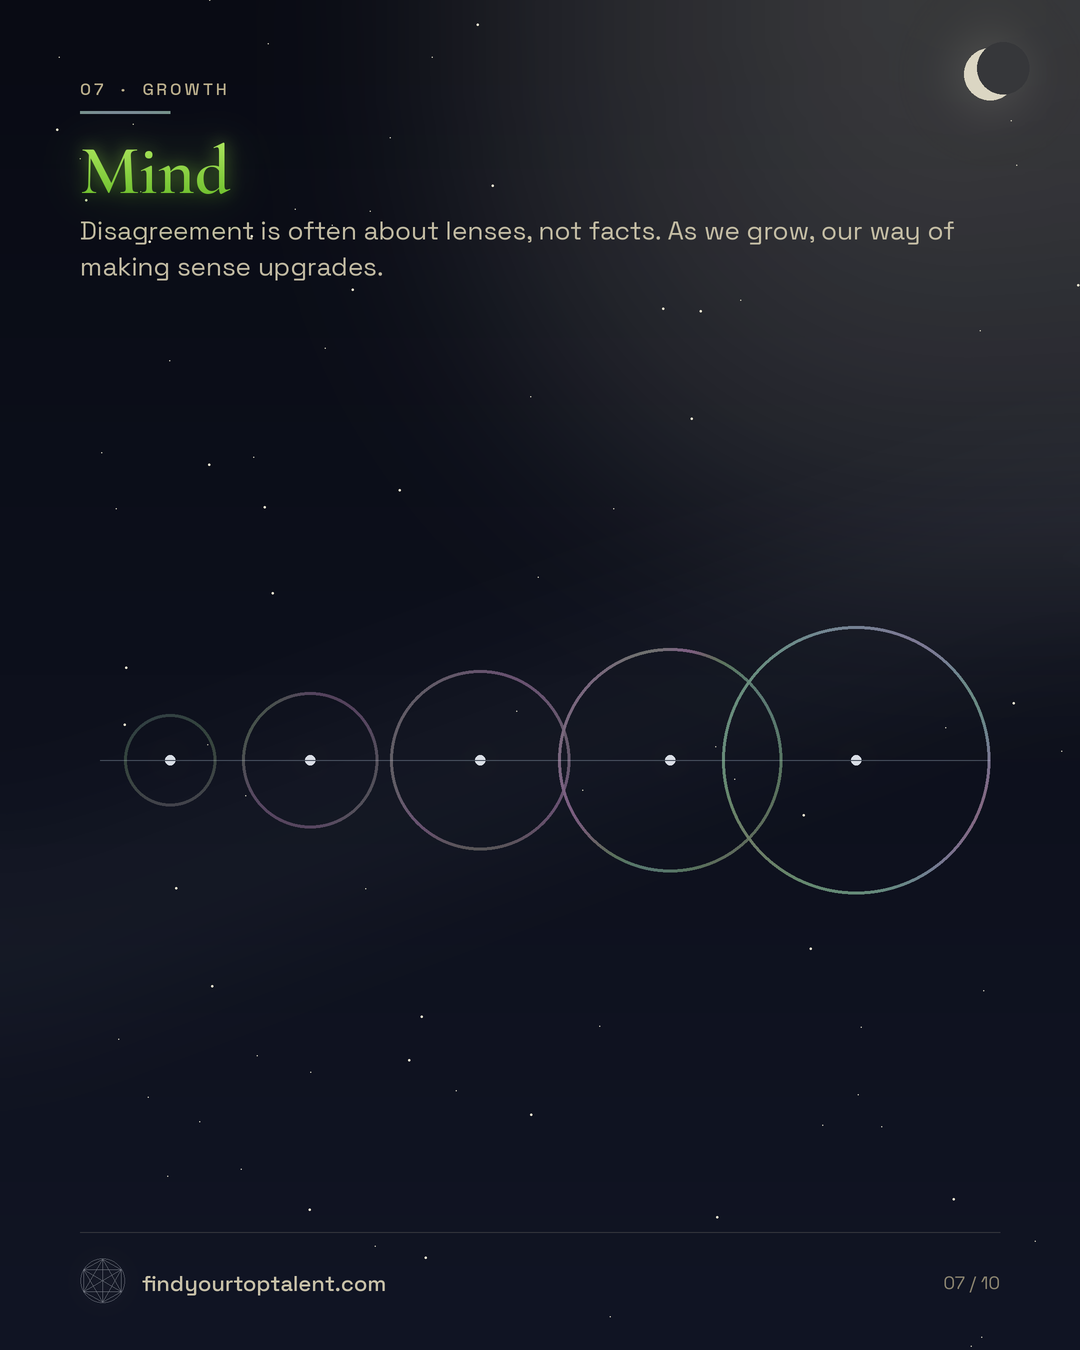 07 · GROWTH
Mind
Disagreement is often about lenses, not facts. As we grow, our way of
making sense upgrades.
findyourtoptalent.com
07 / 10